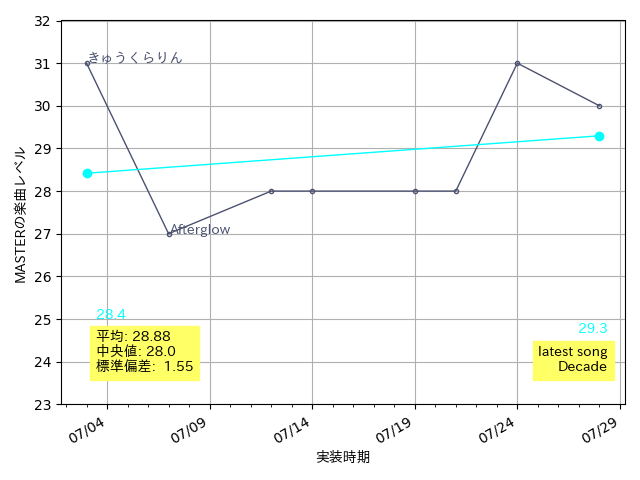 32
31
30
29
28
27
26
25
24
23
MASTERの楽曲レベル
きゅうくらりん
Afterglow
28.4
平均: 28.88
中央値: 28.0
標準偏差: 1.55
29.3
latest song
Decade
07/04
07/09
07/14
07/19
07/24
07/29
実装時期